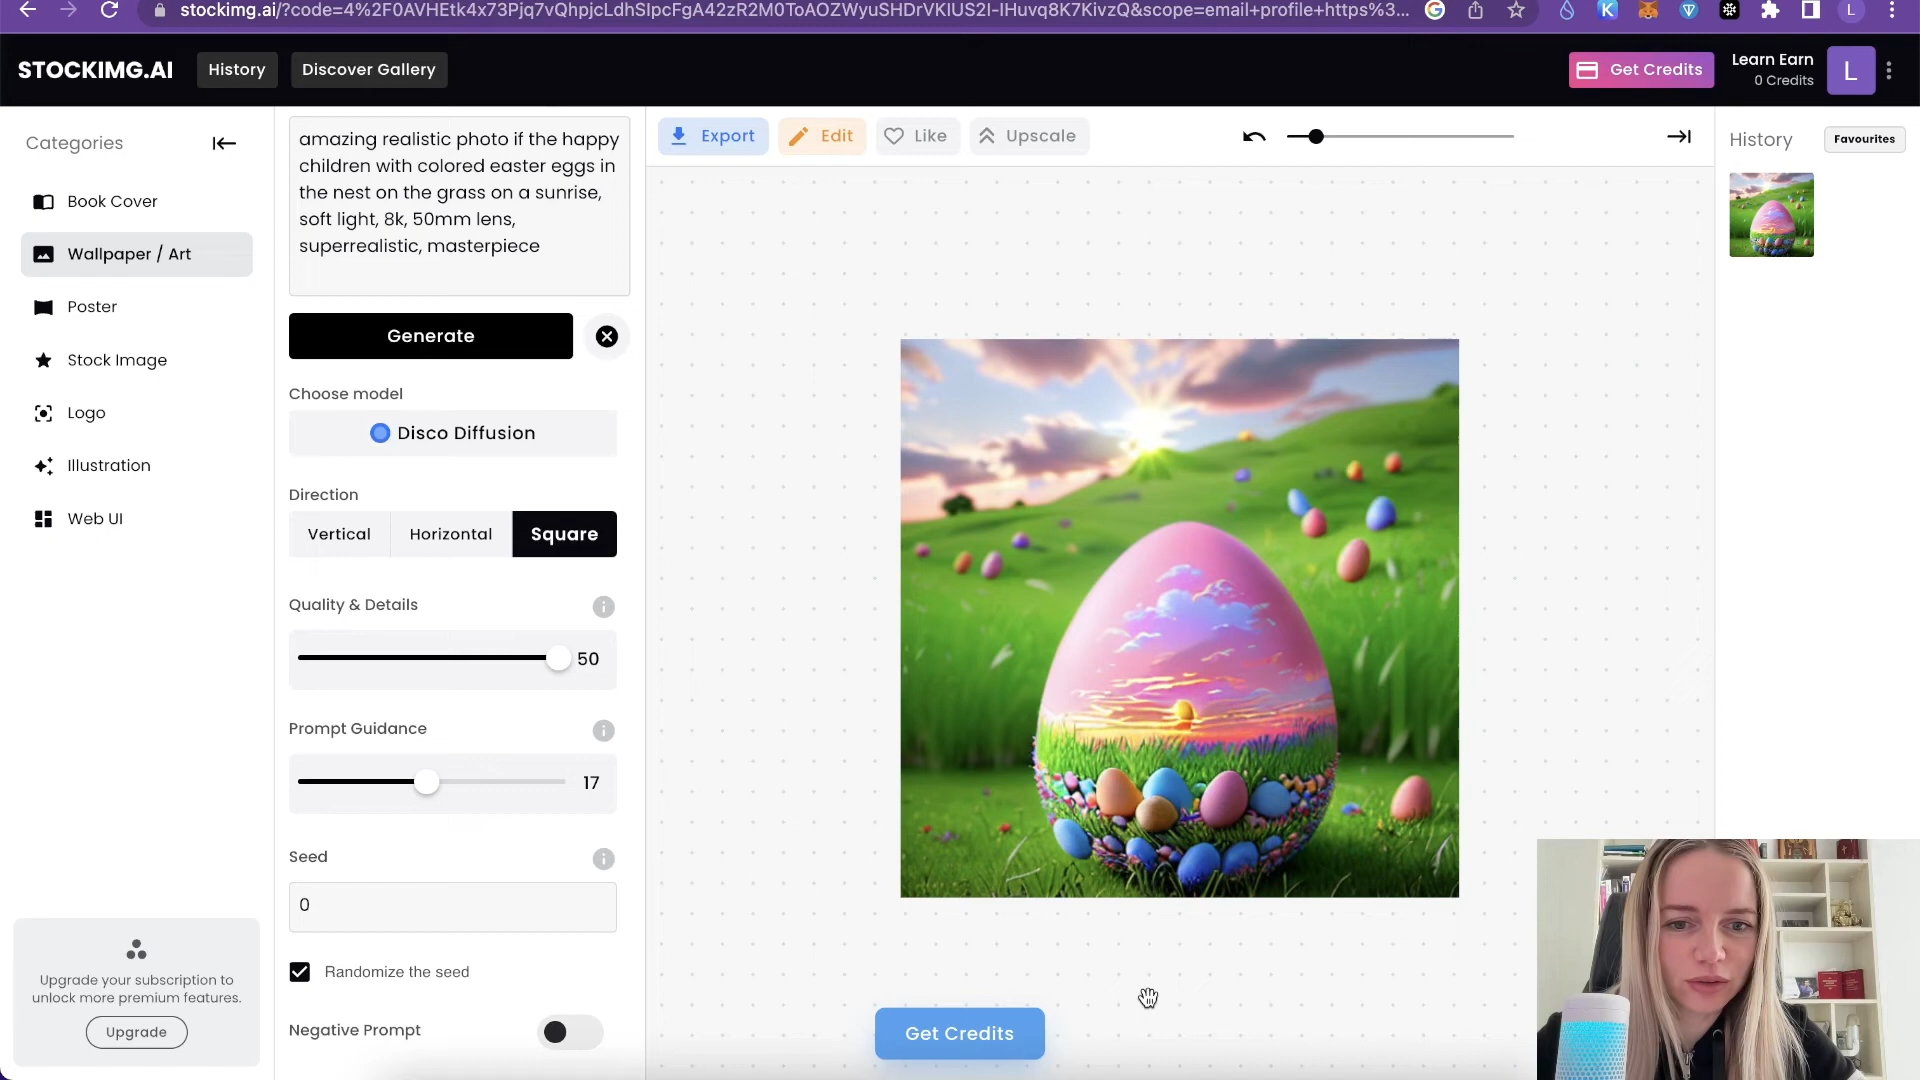 stockimg.ai/?code=4%2F0AVHEtk4x73Pjq7vQhpjcLdhSIpcFgA42zR2M0ToAOZWyuSHDrVKIUS2I-IHuvq8K7KivzQ&scope=email+profile+https%3...
K
L
STOCKIMG.AI
History
Discover Gallery
Get Credits
Learn Earn
0 Credits
L
Categories
Book Cover
Wallpaper / Art
Poster
Stock Image
Logo
Illustration
Web UI
Upgrade your subscription to
unlock more premium features.
Upgrade
amazing realistic photo if the happy
children with colored easter eggs in
the nest on the grass on a sunrise,
soft light, 8k, 50mm lens,
superrealistic, masterpiece
Generate
Choose model
Disco Diffusion
Direction
Vertical
Horizontal
Square
Quality & Details
50
Prompt Guidance
17
Seed
0
Randomize the seed
Negative Prompt
Export
Edit
Like
Upscale
Get Credits
History
Favourites